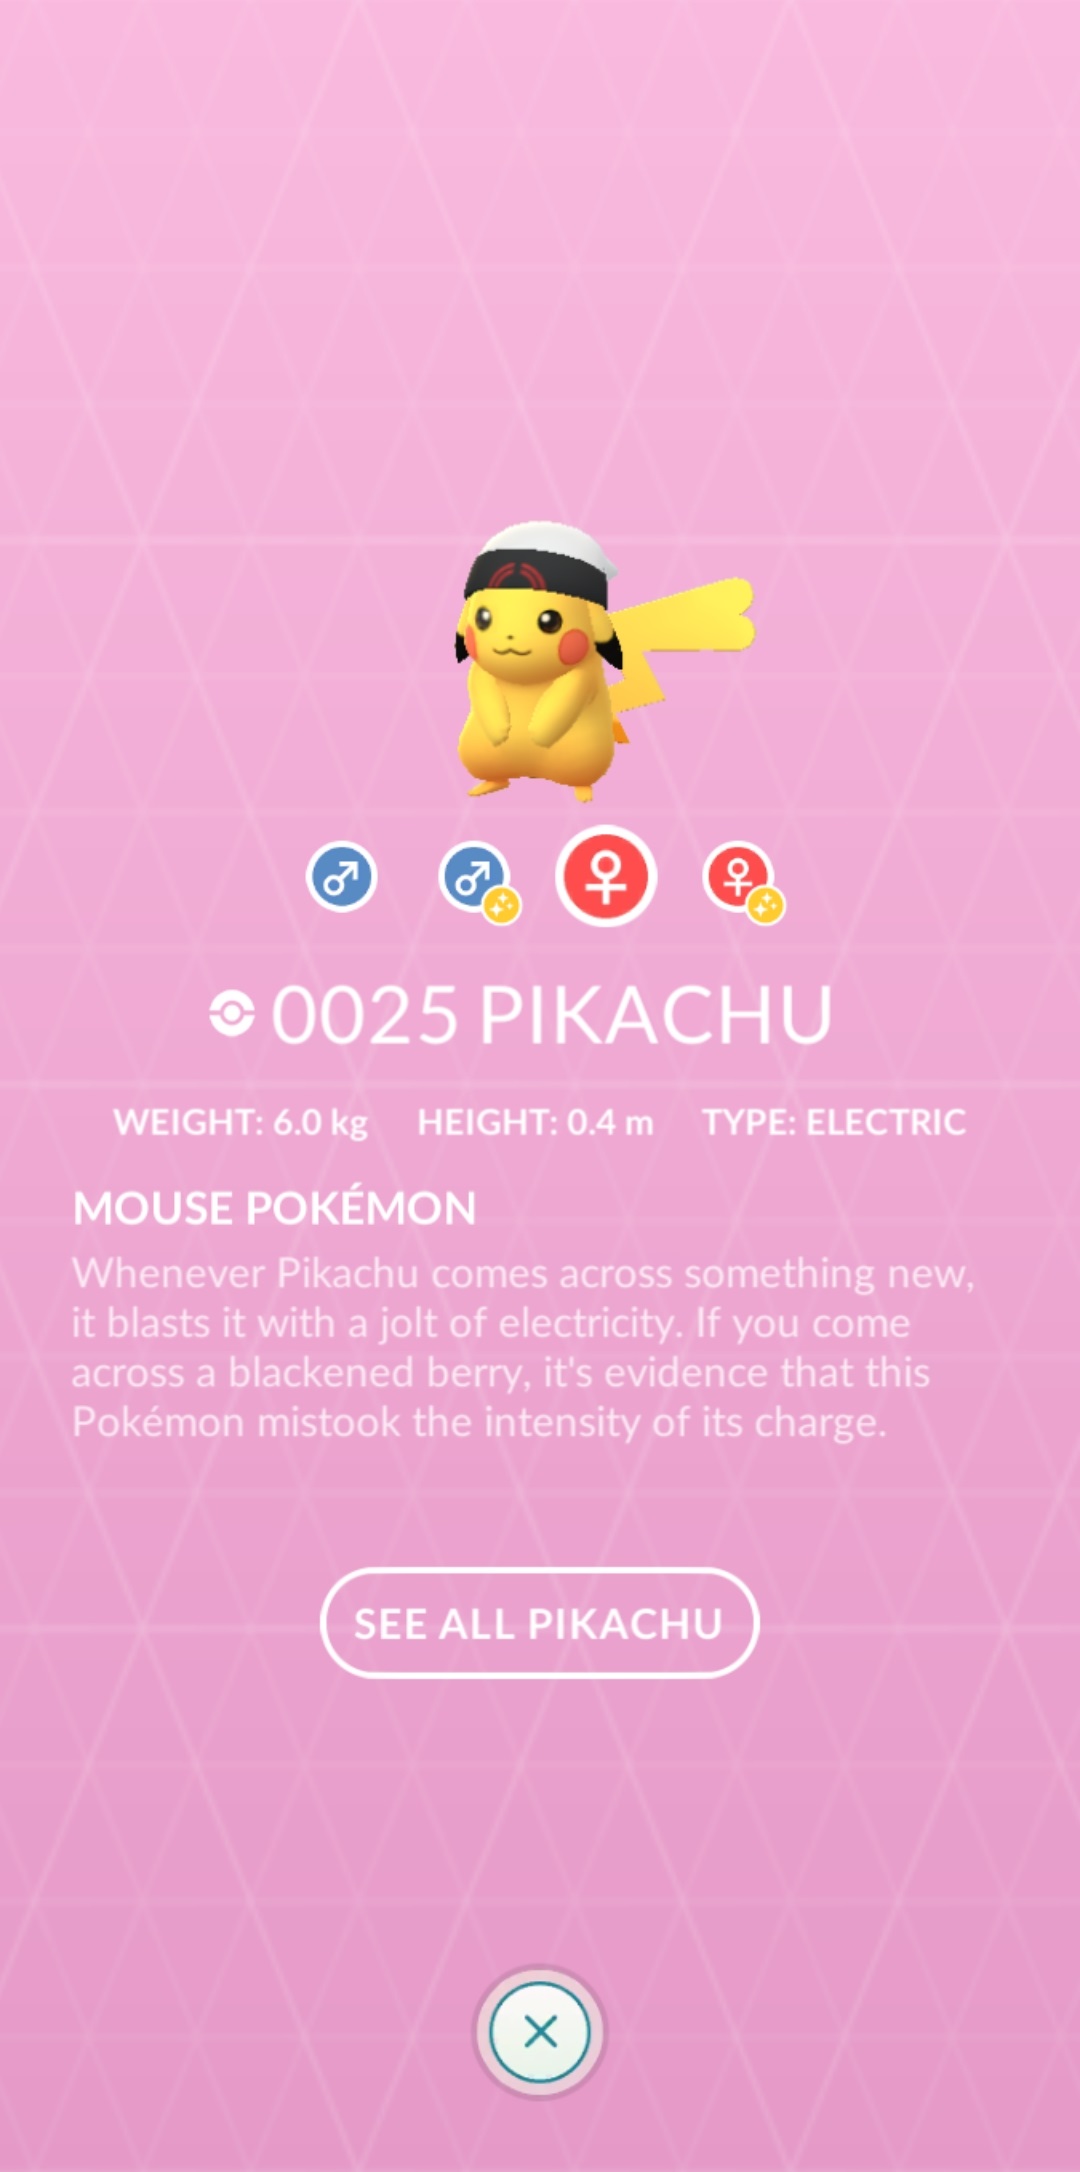 0025 PIKACHU
WEIGHT: 6.0 kg HEIGHT: 0.4 m TYPE: ELECTRIC
MOUSE POKÉMON
Whenever Pikachu comes across something new,
it blasts it with a jolt of electricity. If you come
across a blackened berry, it's evidence that this
Pokémon mistook the intensity of its charge.
SEE ALL PIKACHU